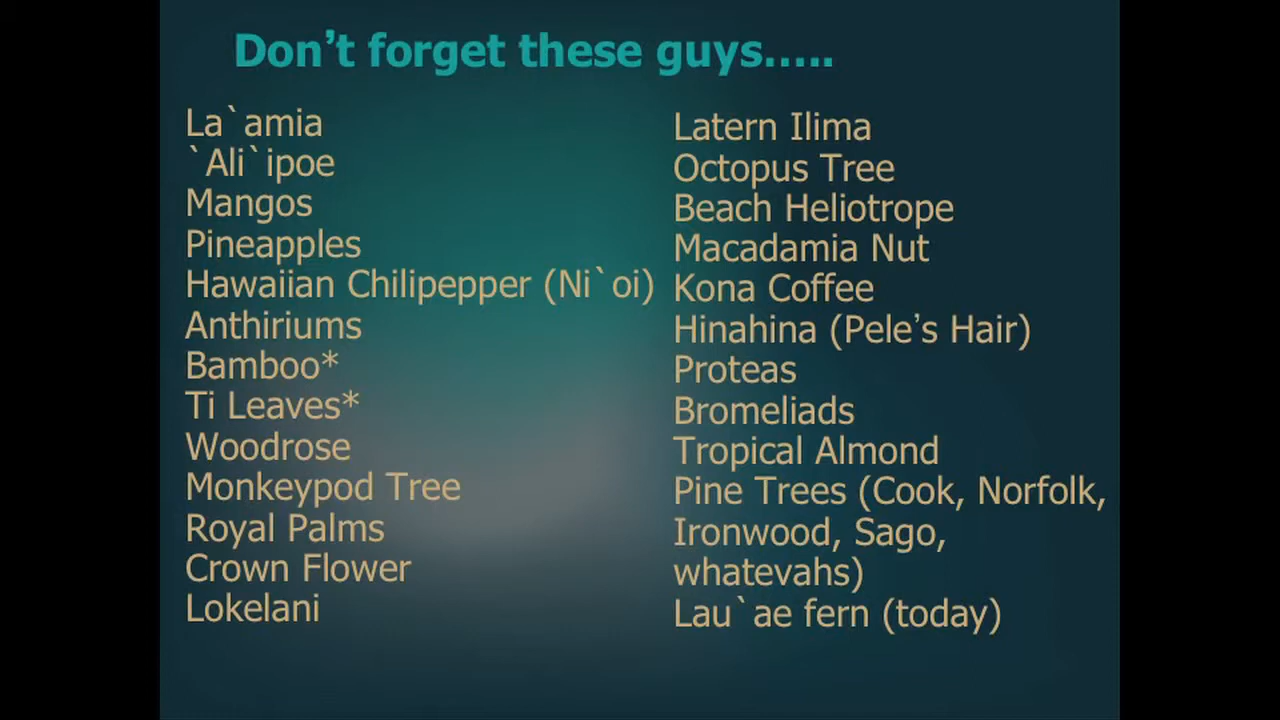 Don’t forget these guys…..
La`amia
`Ali`ipoe
Mangos
Pineapples
Hawaiian Chilipepper (Ni`oi)
Anthiriums
Bamboo*
Ti Leaves*
Woodrose
Monkeypod Tree
Royal Palms
Crown Flower
Lokelani
Latern Ilima
Octopus Tree
Beach Heliotrope
Macadamia Nut
Kona Coffee
Hinahina (Pele’s Hair)
Proteas
Bromeliads
Tropical Almond
Pine Trees (Cook, Norfolk,
Ironwood, Sago,
whatevahs)
Lau`ae fern (today)